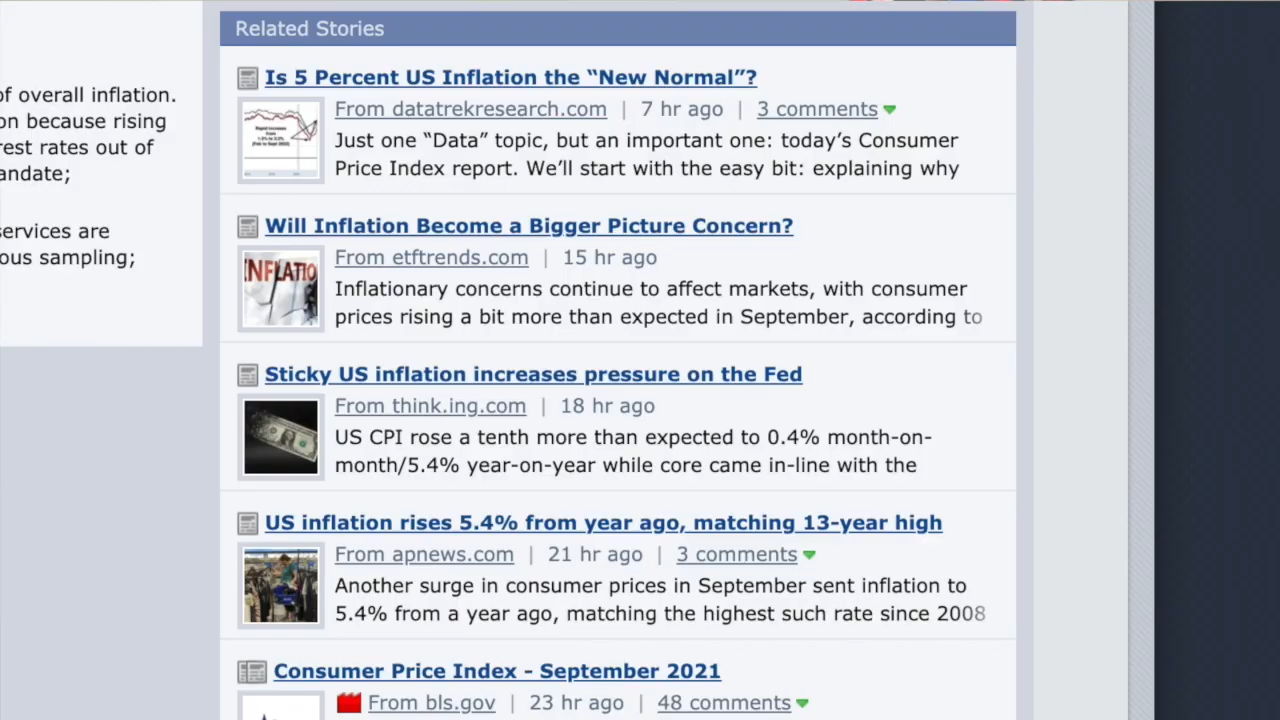 Related Stories
of overall inflation.
on because rising
rest rates out of
andate;
services are
ous sampling;
Is 5 Percent US Inflation the “New Normal”?
From datatrekresearch.com | 7 hr ago | 3 comments
Just one “Data” topic, but an important one: today’s Consumer
Price Index report. We’ll start with the easy bit: explaining why
Will Inflation Become a Bigger Picture Concern?
From etftrends.com | 15 hr ago
INFLATIO
Inflationary concerns continue to affect markets, with consumer
prices rising a bit more than expected in September, according to
Sticky US inflation increases pressure on the Fed
From think.ing.com | 18 hr ago
US CPI rose a tenth more than expected to 0.4% month-on-
month/5.4% year-on-year while core came in-line with the
US inflation rises 5.4% from year ago, matching 13-year high
From apnews.com | 21 hr ago | 3 comments
Another surge in consumer prices in September sent inflation to
5.4% from a year ago, matching the highest such rate since 2008
Consumer Price Index - September 2021
From bls.gov | 23 hr ago | 48 comments